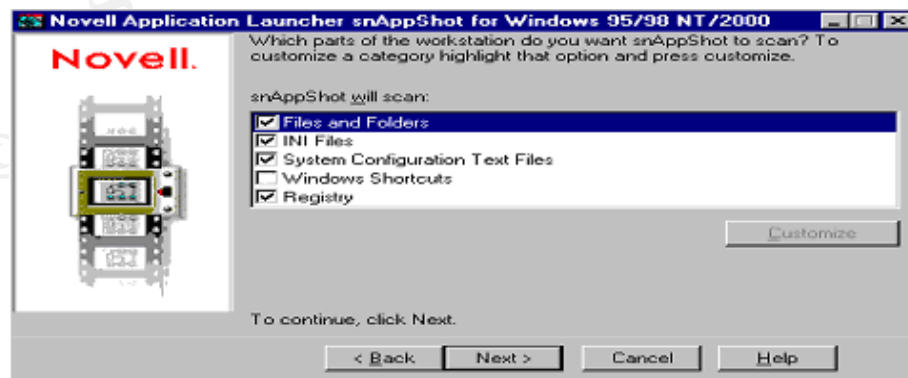 Novell Application Launcher snAppShot for Windows 95/98 NT/2000
Novell.
Which parts of the workstation do you want snAppShot to scan? To
customize a category highlight that option and press customize.
snAppShot will scan:
Files and Folders
INI Files
System Configuration Text Files
Windows Shortcuts
Registry
Customize
To continue, click Next.
< Back
Next >
Cancel
Help